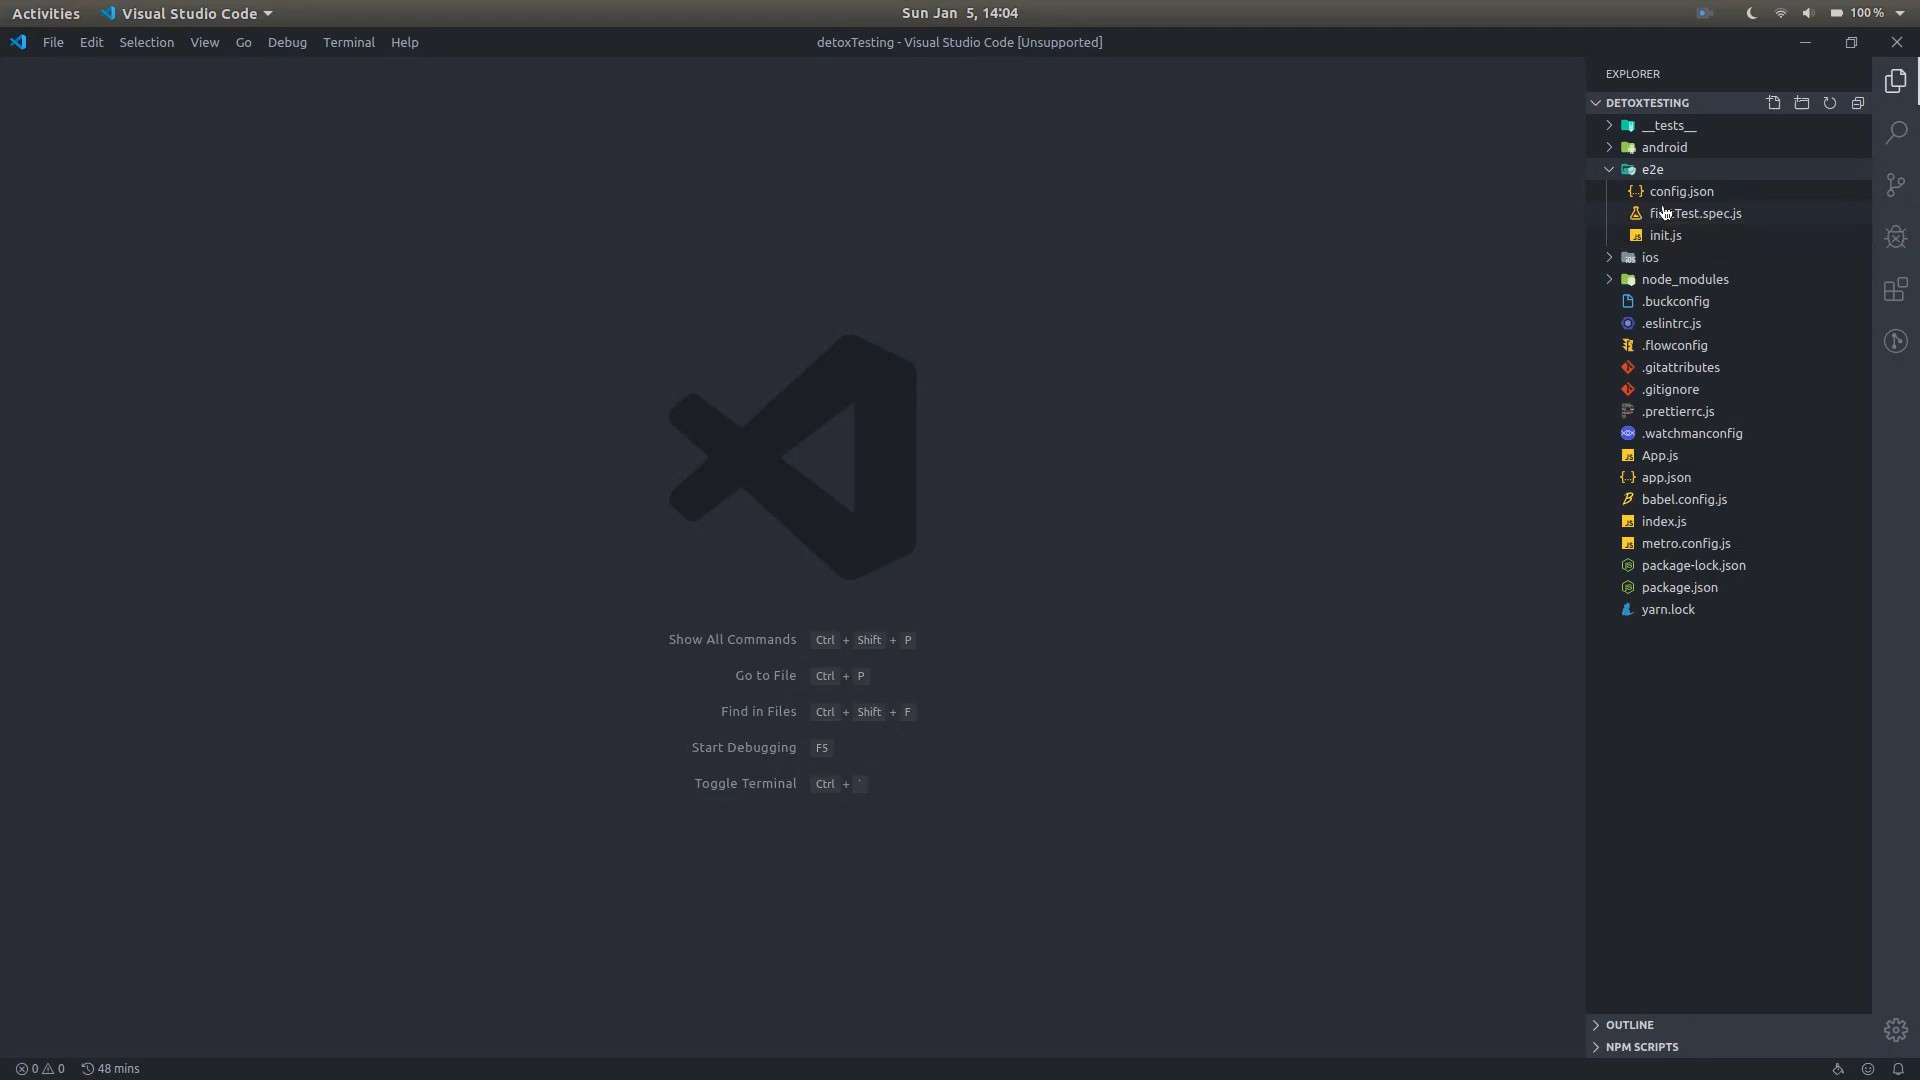 Activities Visual Studio Code Sun Jan 5, 14:04 100 %
File Edit Selection View Go Debug Terminal Help detoxTesting - Visual Studio Code [Unsupported]
EXPLORER
DETOXTESTING
__tests__
android
e2e
config.json
Test.spec.js
init.js
ios
node_modules
.buckconfig
.eslintrc.js
.flowconfig
.gitattributes
.gitignore
.prettierrc.js
.watchmanconfig
App.js
app.json
babel.config.js
index.js
metro.config.js
package-lock.json
package.json
yarn.lock
Show All Commands Ctrl + Shift + P
Go to File Ctrl + P
Find in Files Ctrl + Shift + F
Start Debugging F5
Toggle Terminal Ctrl + `
OUTLINE
NPM SCRIPTS
0 0 48 mins